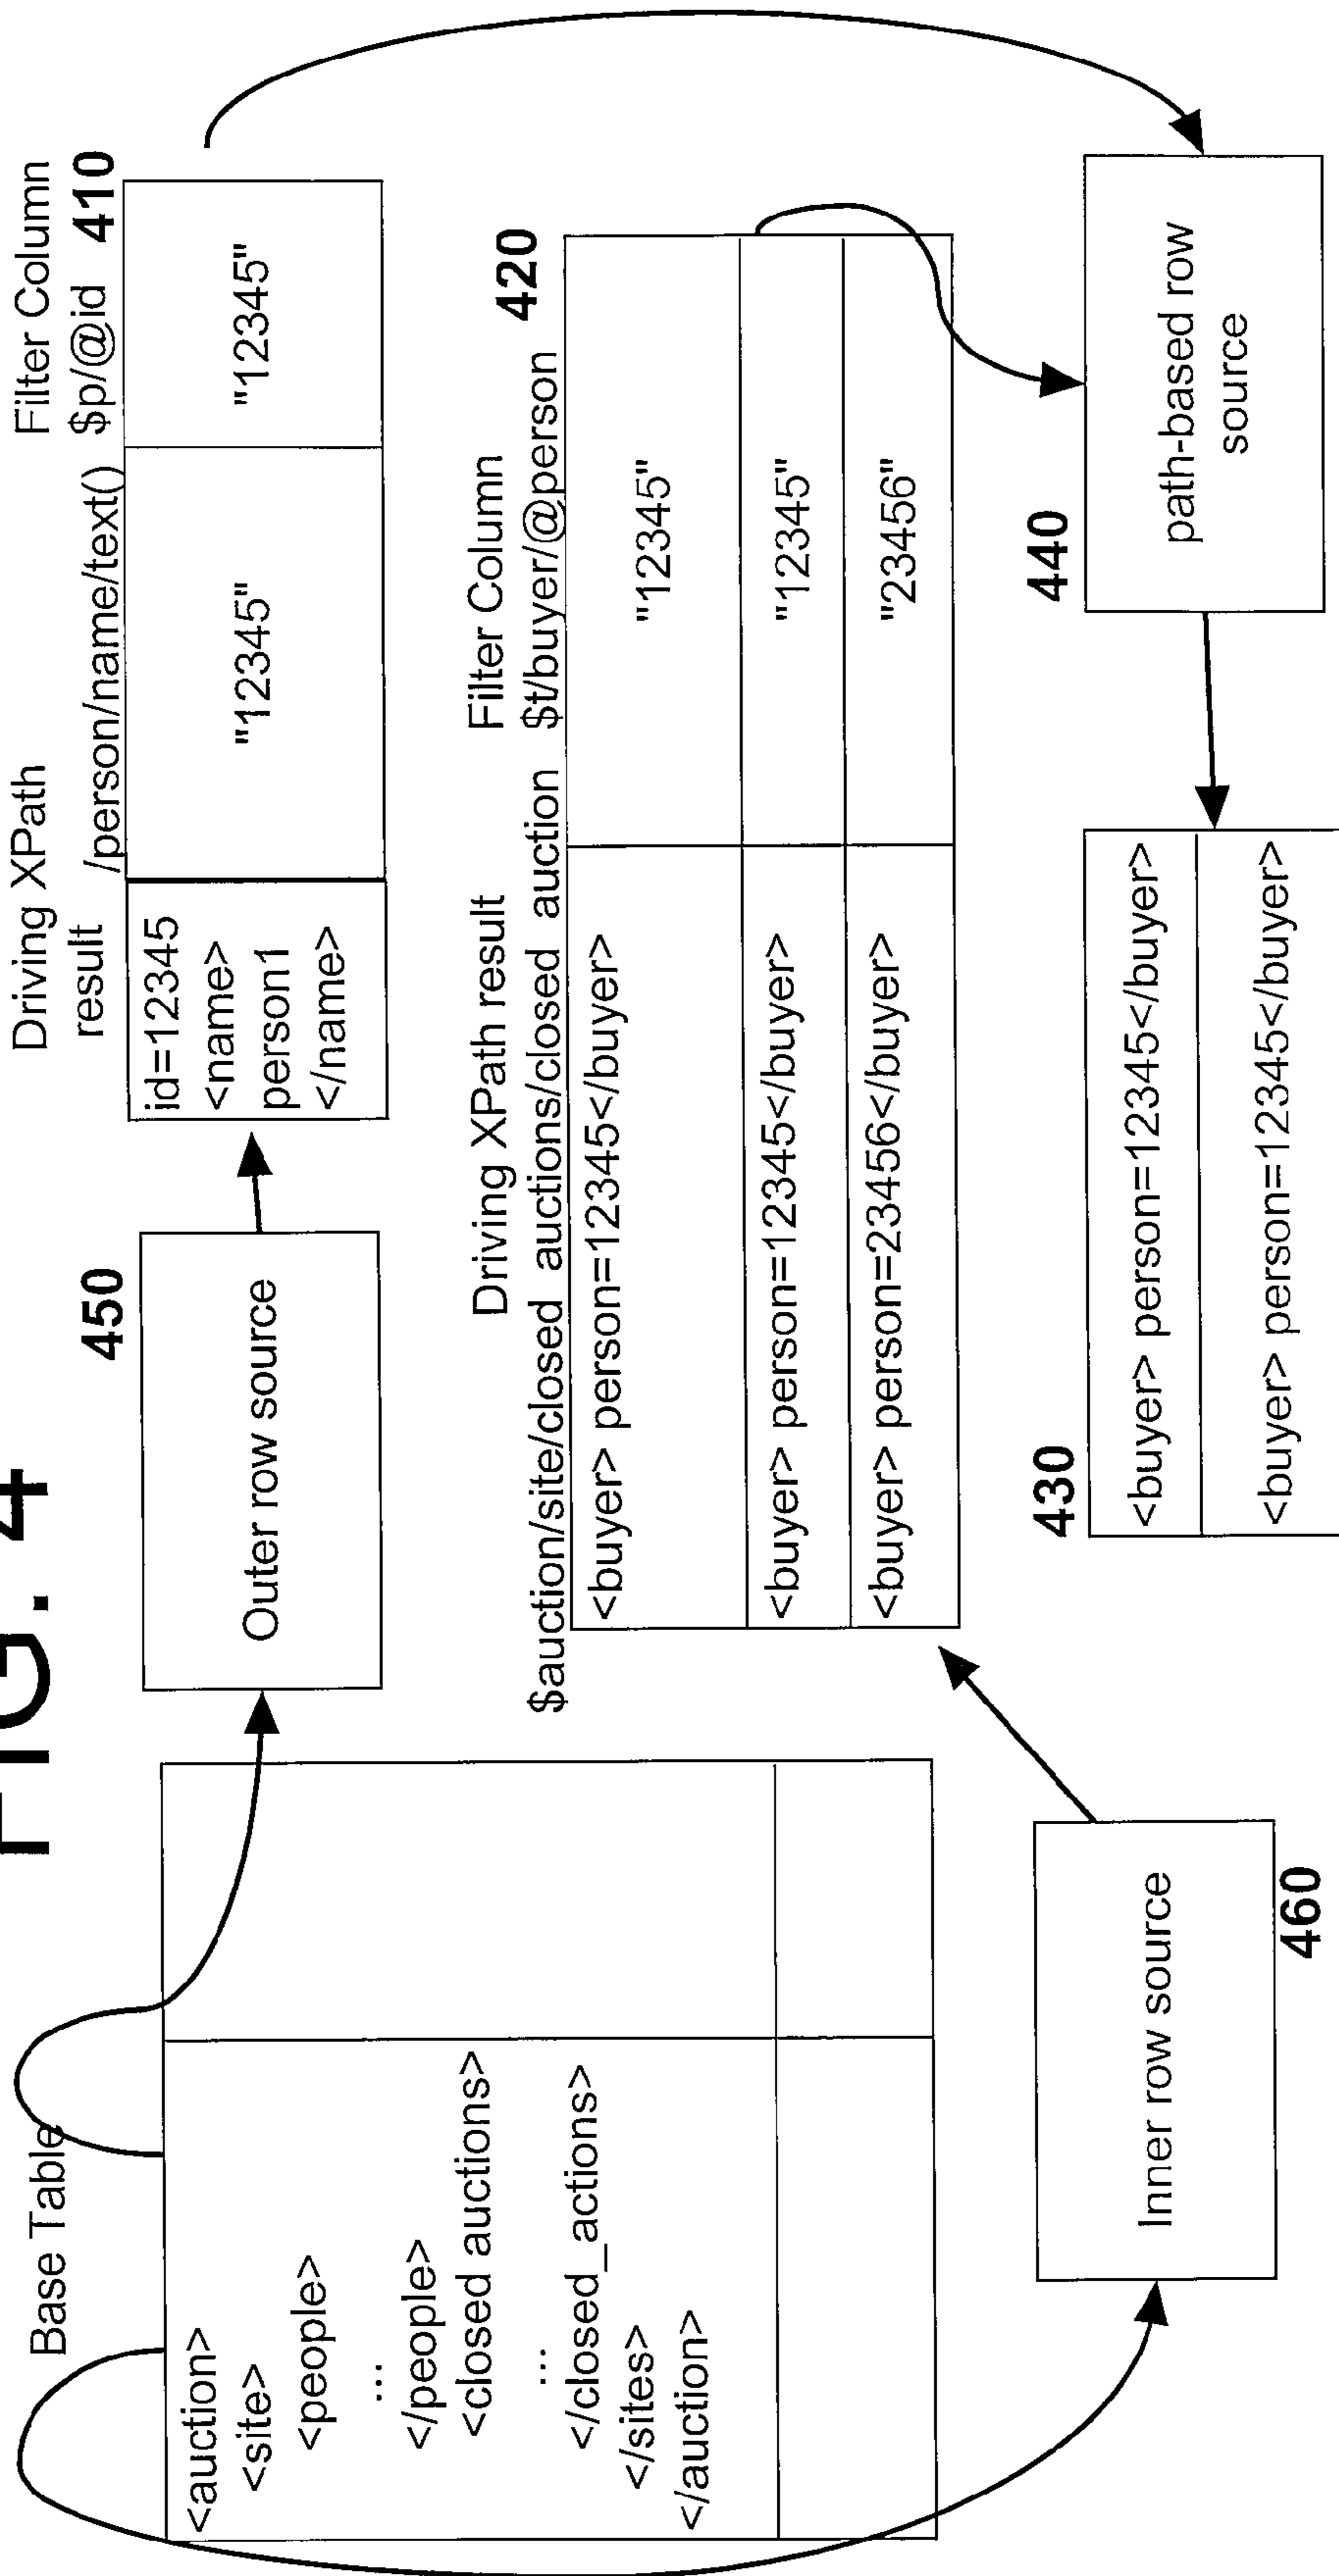 FIG. 4
Base Table
<auction>
<site>
<people>
...
</people>
<closed auctions>
...
</closed_actions>
</sites>
</auction>
450
Outer row source
Driving XPath
result
/person/name/text()
Filter Column
$p/@id 410
id=12345
<name>
person1
</name>
"12345"
"12345"
Driving XPath result
$auction/site/closed auctions/closed auction
Filter Column
$t/buyer/@person
420
<buyer> person=12345</buyer>
"12345"
<buyer> person=12345</buyer>
"12345"
<buyer> person=23456</buyer>
"23456"
Inner row source
460
430
<buyer> person=12345</buyer>
<buyer> person=12345</buyer>
440
path-based row
source